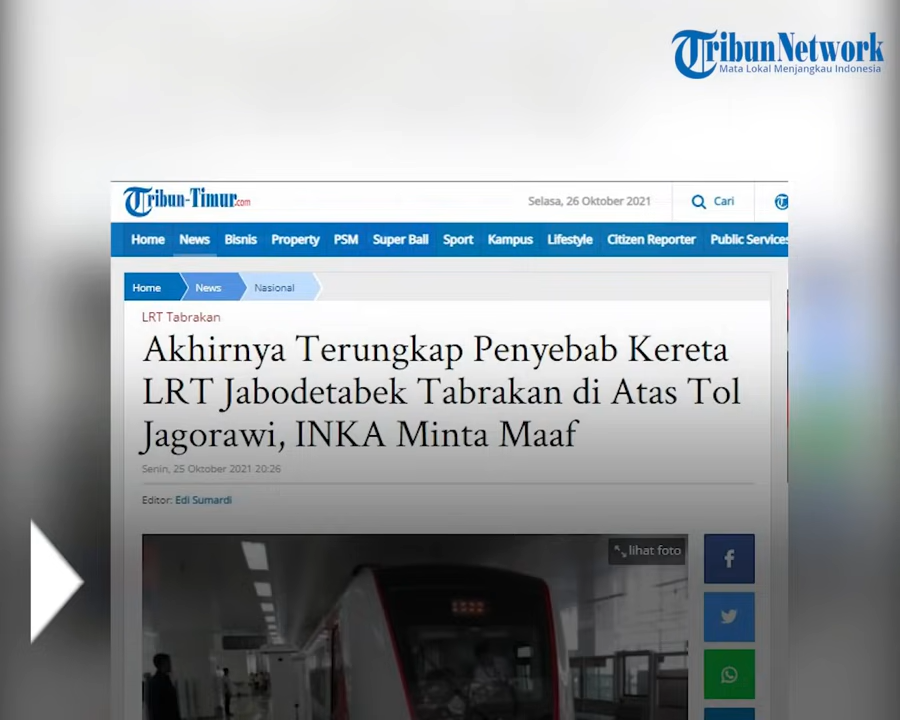 Tribun Network
Mata Lokal Menjangkau Indonesia
Tribun-Timur.com
Selasa, 26 Oktober 2021
Cari
Home News Bisnis Property PSM Super Ball Sport Kampus Lifestyle Citizen Reporter Public Services
Home News Nasional
LRT Tabrakan
Akhirnya Terungkap Penyebab Kereta
LRT Jabodetabek Tabrakan di Atas Tol
Jagorawi, INKA Minta Maaf
Senin, 25 Oktober 2021 20:26
Editor: Edi Sumardi
lihat foto